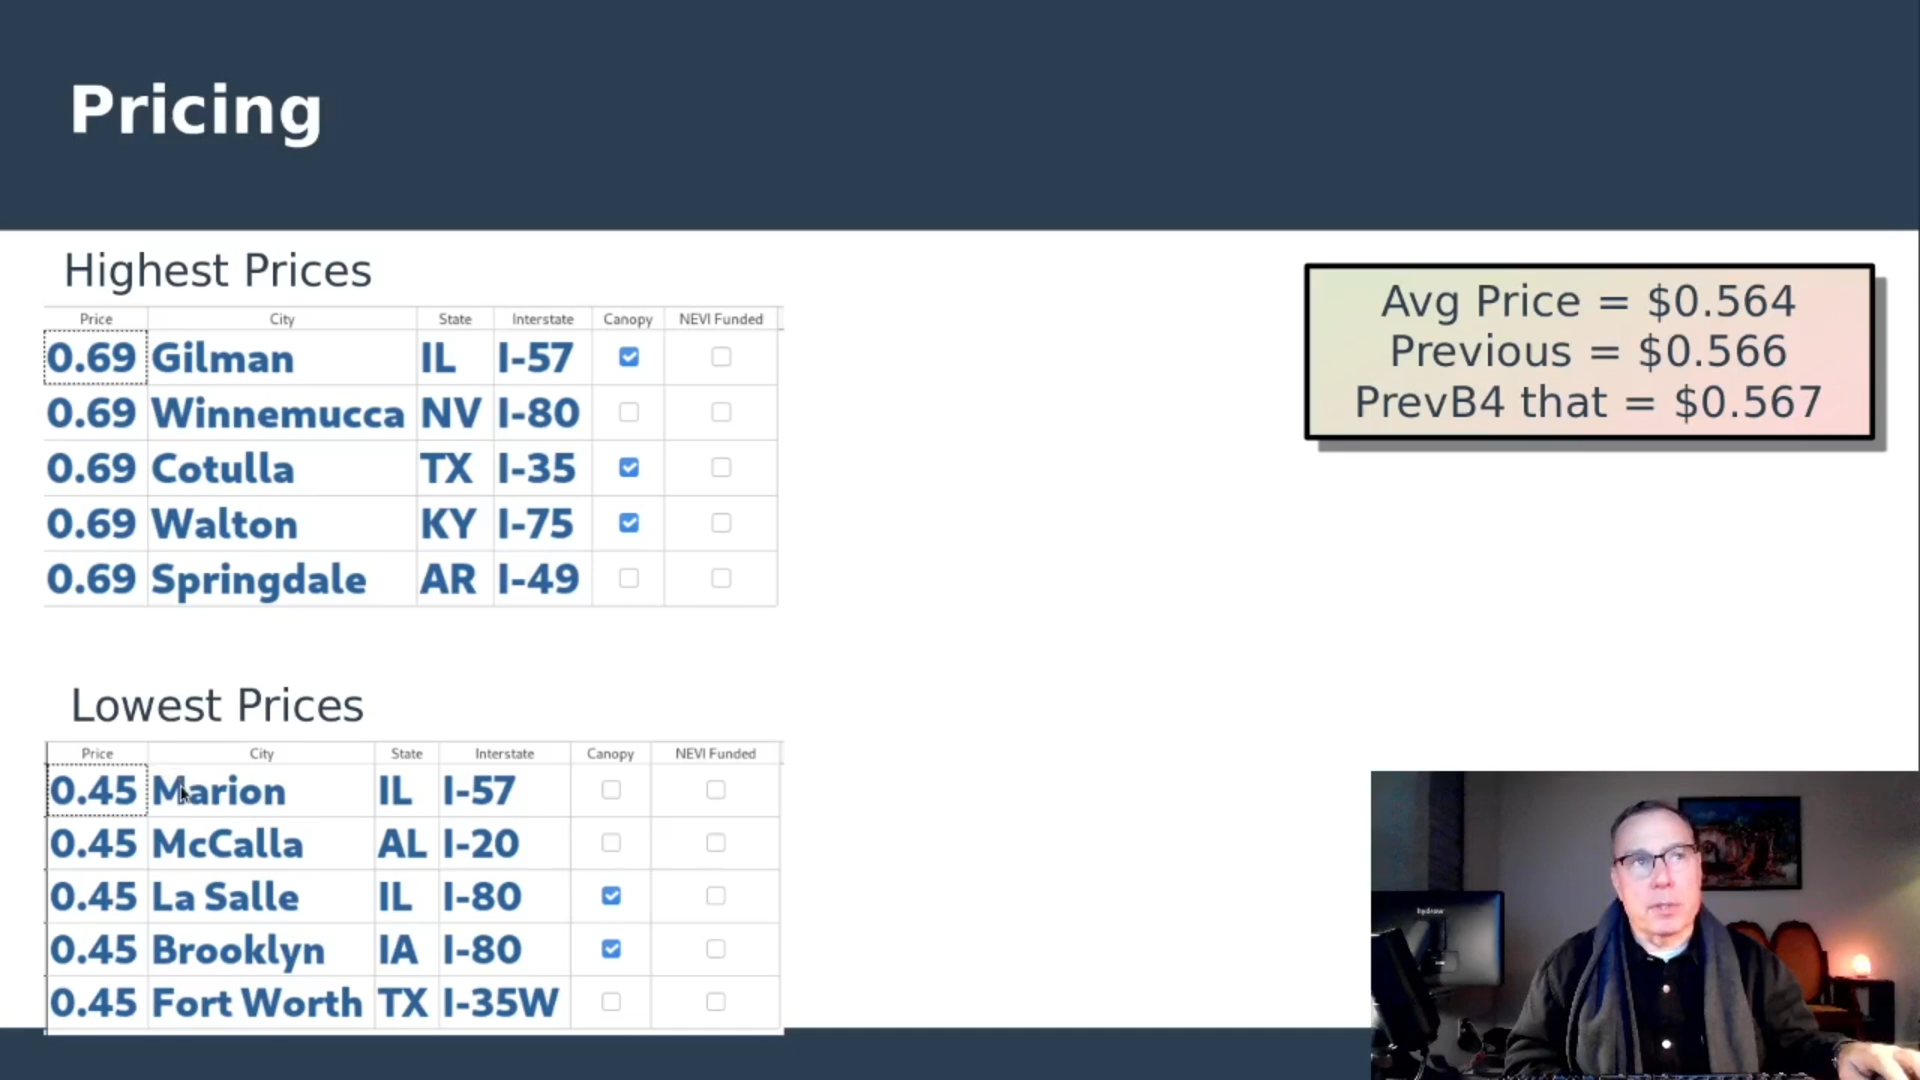 Pricing
Highest Prices
Price City State Interstate Canopy NEVI Funded
0.69 Gilman IL I-57
0.69 Winnemucca NV I-80
0.69 Cotulla TX I-35
0.69 Walton KY I-75
0.69 Springdale AR I-49
Avg Price = $0.564
Previous = $0.566
PrevB4 that = $0.567
Lowest Prices
Price City State Interstate Canopy NEVI Funded
0.45 Marion IL I-57
0.45 McCalla AL I-20
0.45 La Salle IL I-80
0.45 Brooklyn IA I-80
0.45 Fort Worth TX I-35W